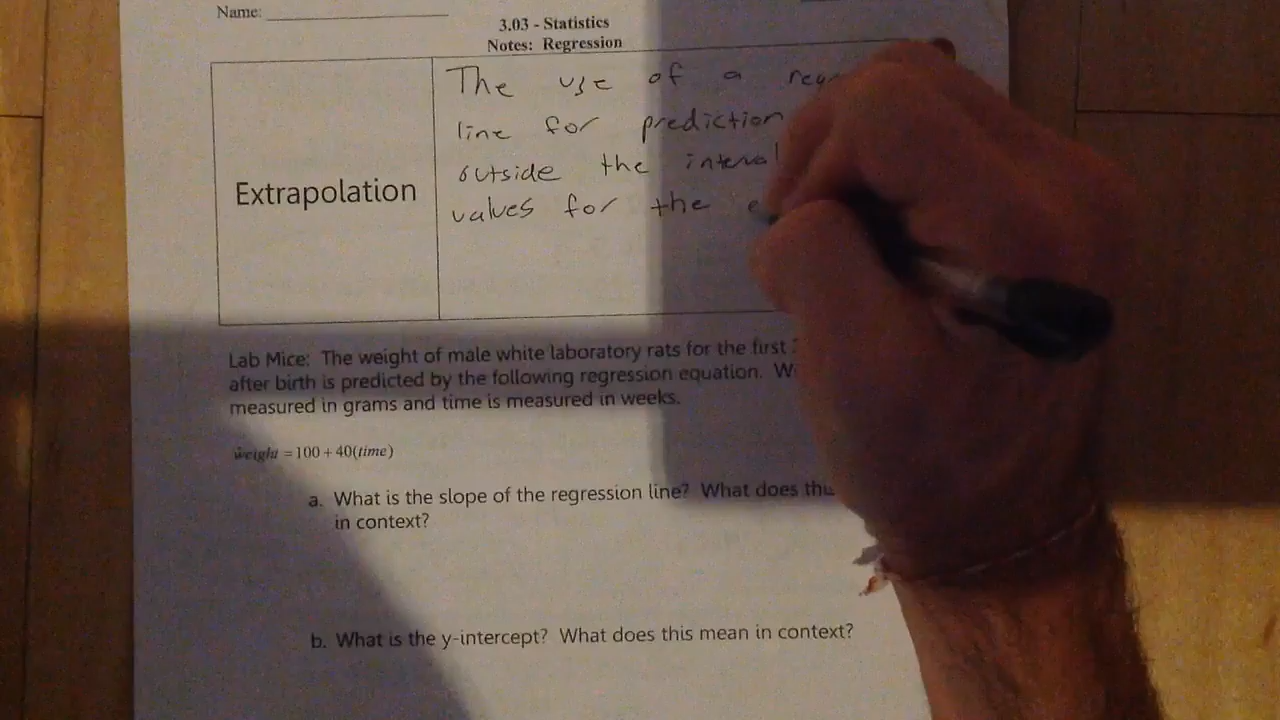 Name:
3.03 - Statistics
Notes: Regression
Extrapolation
The use of a
line for prediction
outside the interval
values for the
Lab Mice: The weight of male white laboratory rats for the first
after birth is predicted by the following regression equation.
measured in grams and time is measured in weeks.
weight = 100 + 40(time)
a. What is the slope of the regression line? What does
in context?
b. What is the y-intercept? What does this mean in context?